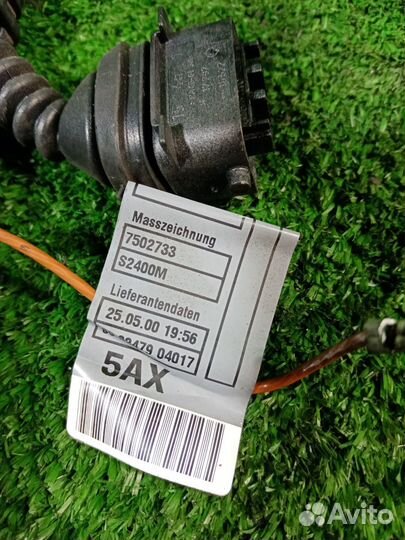 Masszeichnung
7502733
S2400M
Lieferantendaten
25.05.00 19:56
04017
5AX
Avito